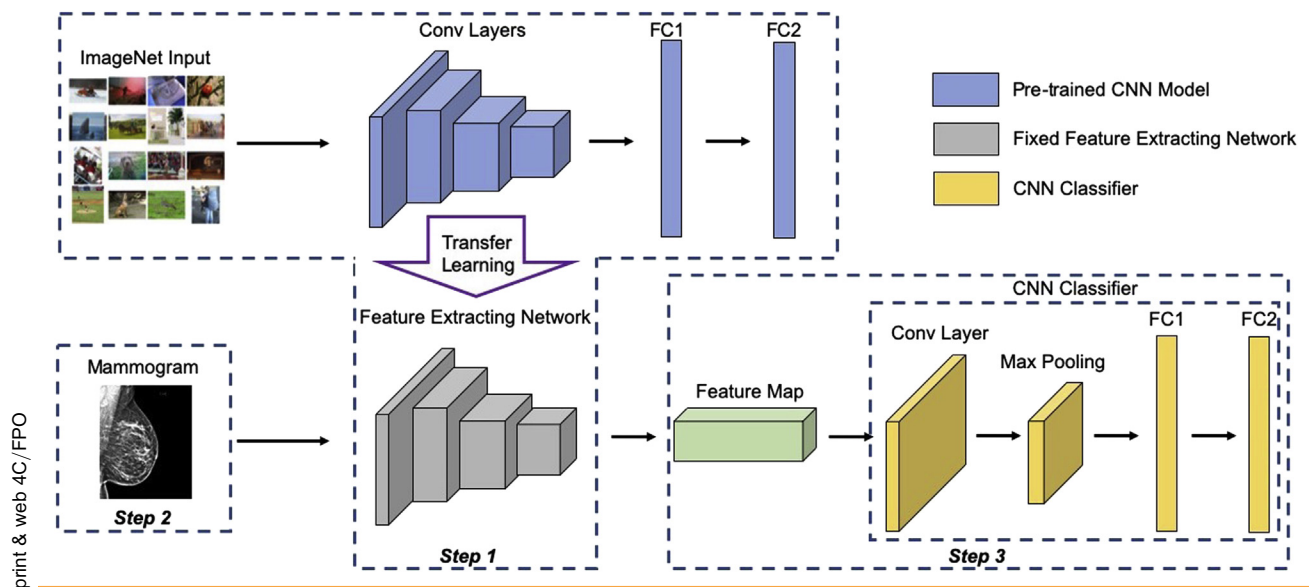 ImageNet Input
Conv Layers
FC1
FC2
Pre-trained CNN Model
Fixed Feature Extracting Network
CNN Classifier
Transfer
Learning
Feature Extracting Network
Mammogram
Step 2
Step 1
Feature Map
CNN Classifier
Conv Layer
Max Pooling
FC1
FC2
Step 3
print & web 4C/FPO